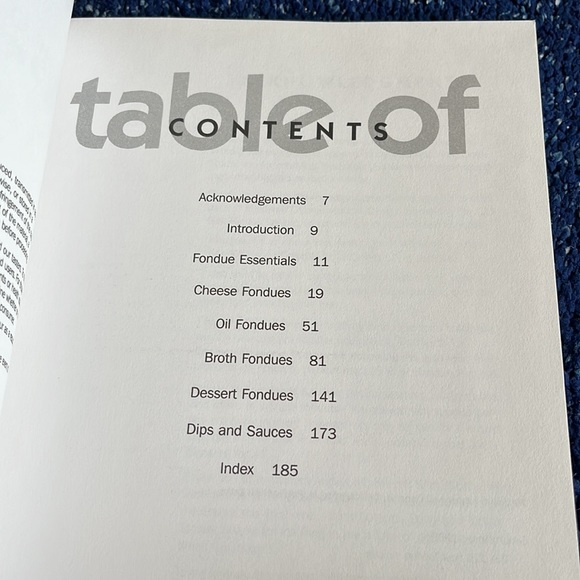 table of
CONTENTS
Acknowledgements 7
Introduction 9
Fondue Essentials 11
Cheese Fondues 19
Oil Fondues 51
Broth Fondues 81
Dessert Fondues 141
Dips and Sauces 173
Index 185